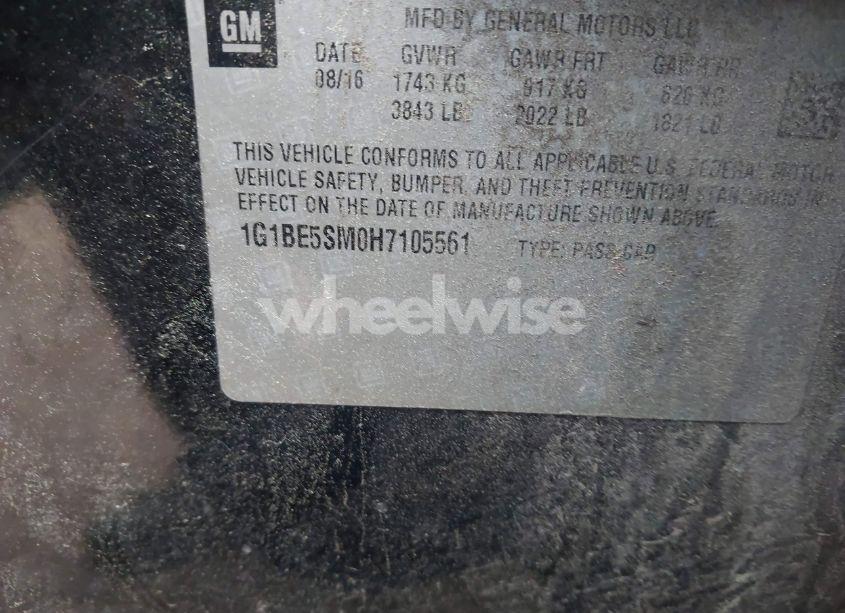 GM
MFD BY GENERAL MOTORS LLC
DATE GVWR GAWR FRT GAWR RR
08/16 1743 KG 917 KG 826 KG
3843 LB 2022 LB 1821 LB
THIS VEHICLE CONFORMS TO ALL APPLICABLE U.S. FEDERAL MOTOR
VEHICLE SAFETY, BUMPER, AND THEFT PREVENTION STANDARDS IN
EFFECT ON THE DATE OF MANUFACTURE SHOWN ABOVE.
1G1BE5SM0H7105561 TYPE: PASS CAR
wheelwise